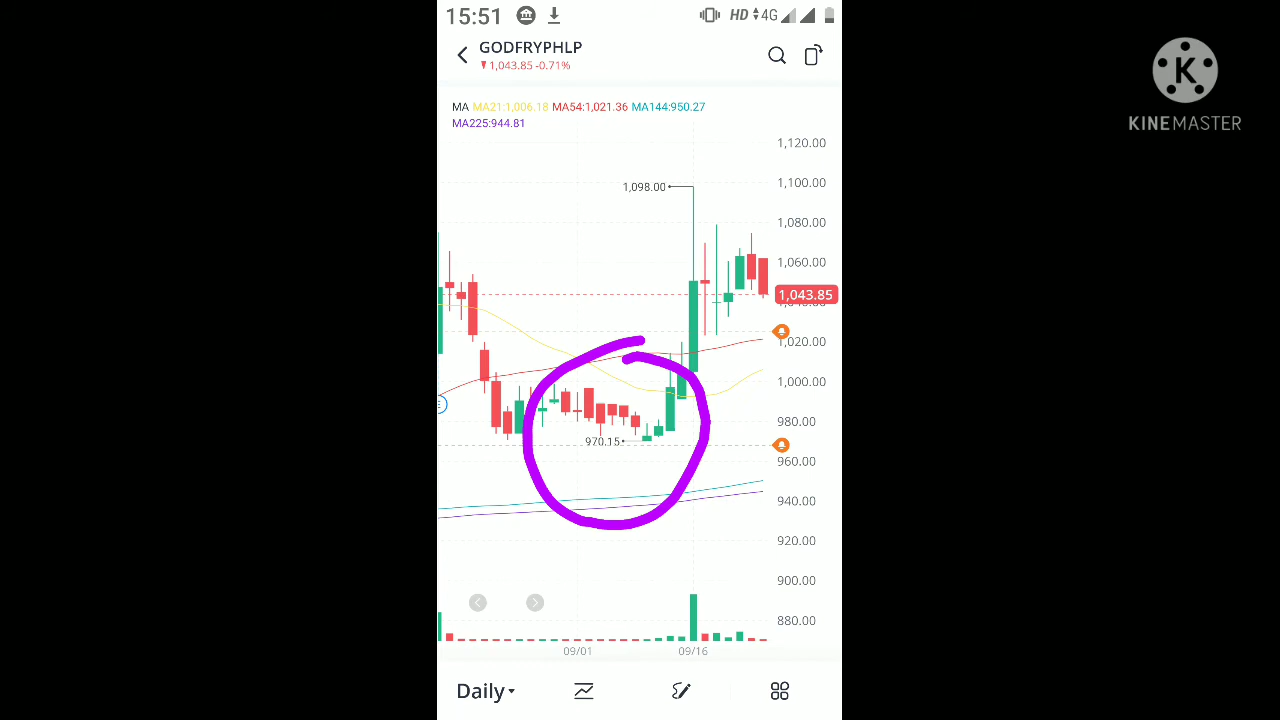 15:51
HD 4G
GODFRYPHLP
▼1,043.85 -0.71%
K
KINEMASTER
MA MA21:1,006.18 MA54:1,021.36 MA144:950.27
MA225:944.81
1,120.00
1,098.00
1,100.00
1,080.00
1,060.00
1,043.85
1,020.00
1,000.00
980.00
970.15
960.00
940.00
920.00
900.00
880.00
09/01
09/16
Daily